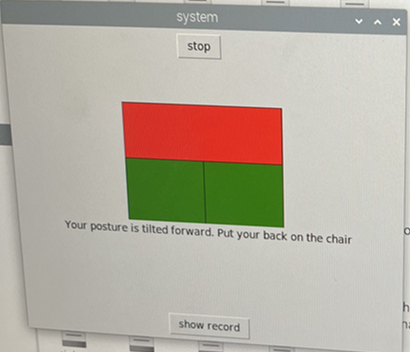 system
stop
Your posture is tilted forward. Put your back on the chair
show record